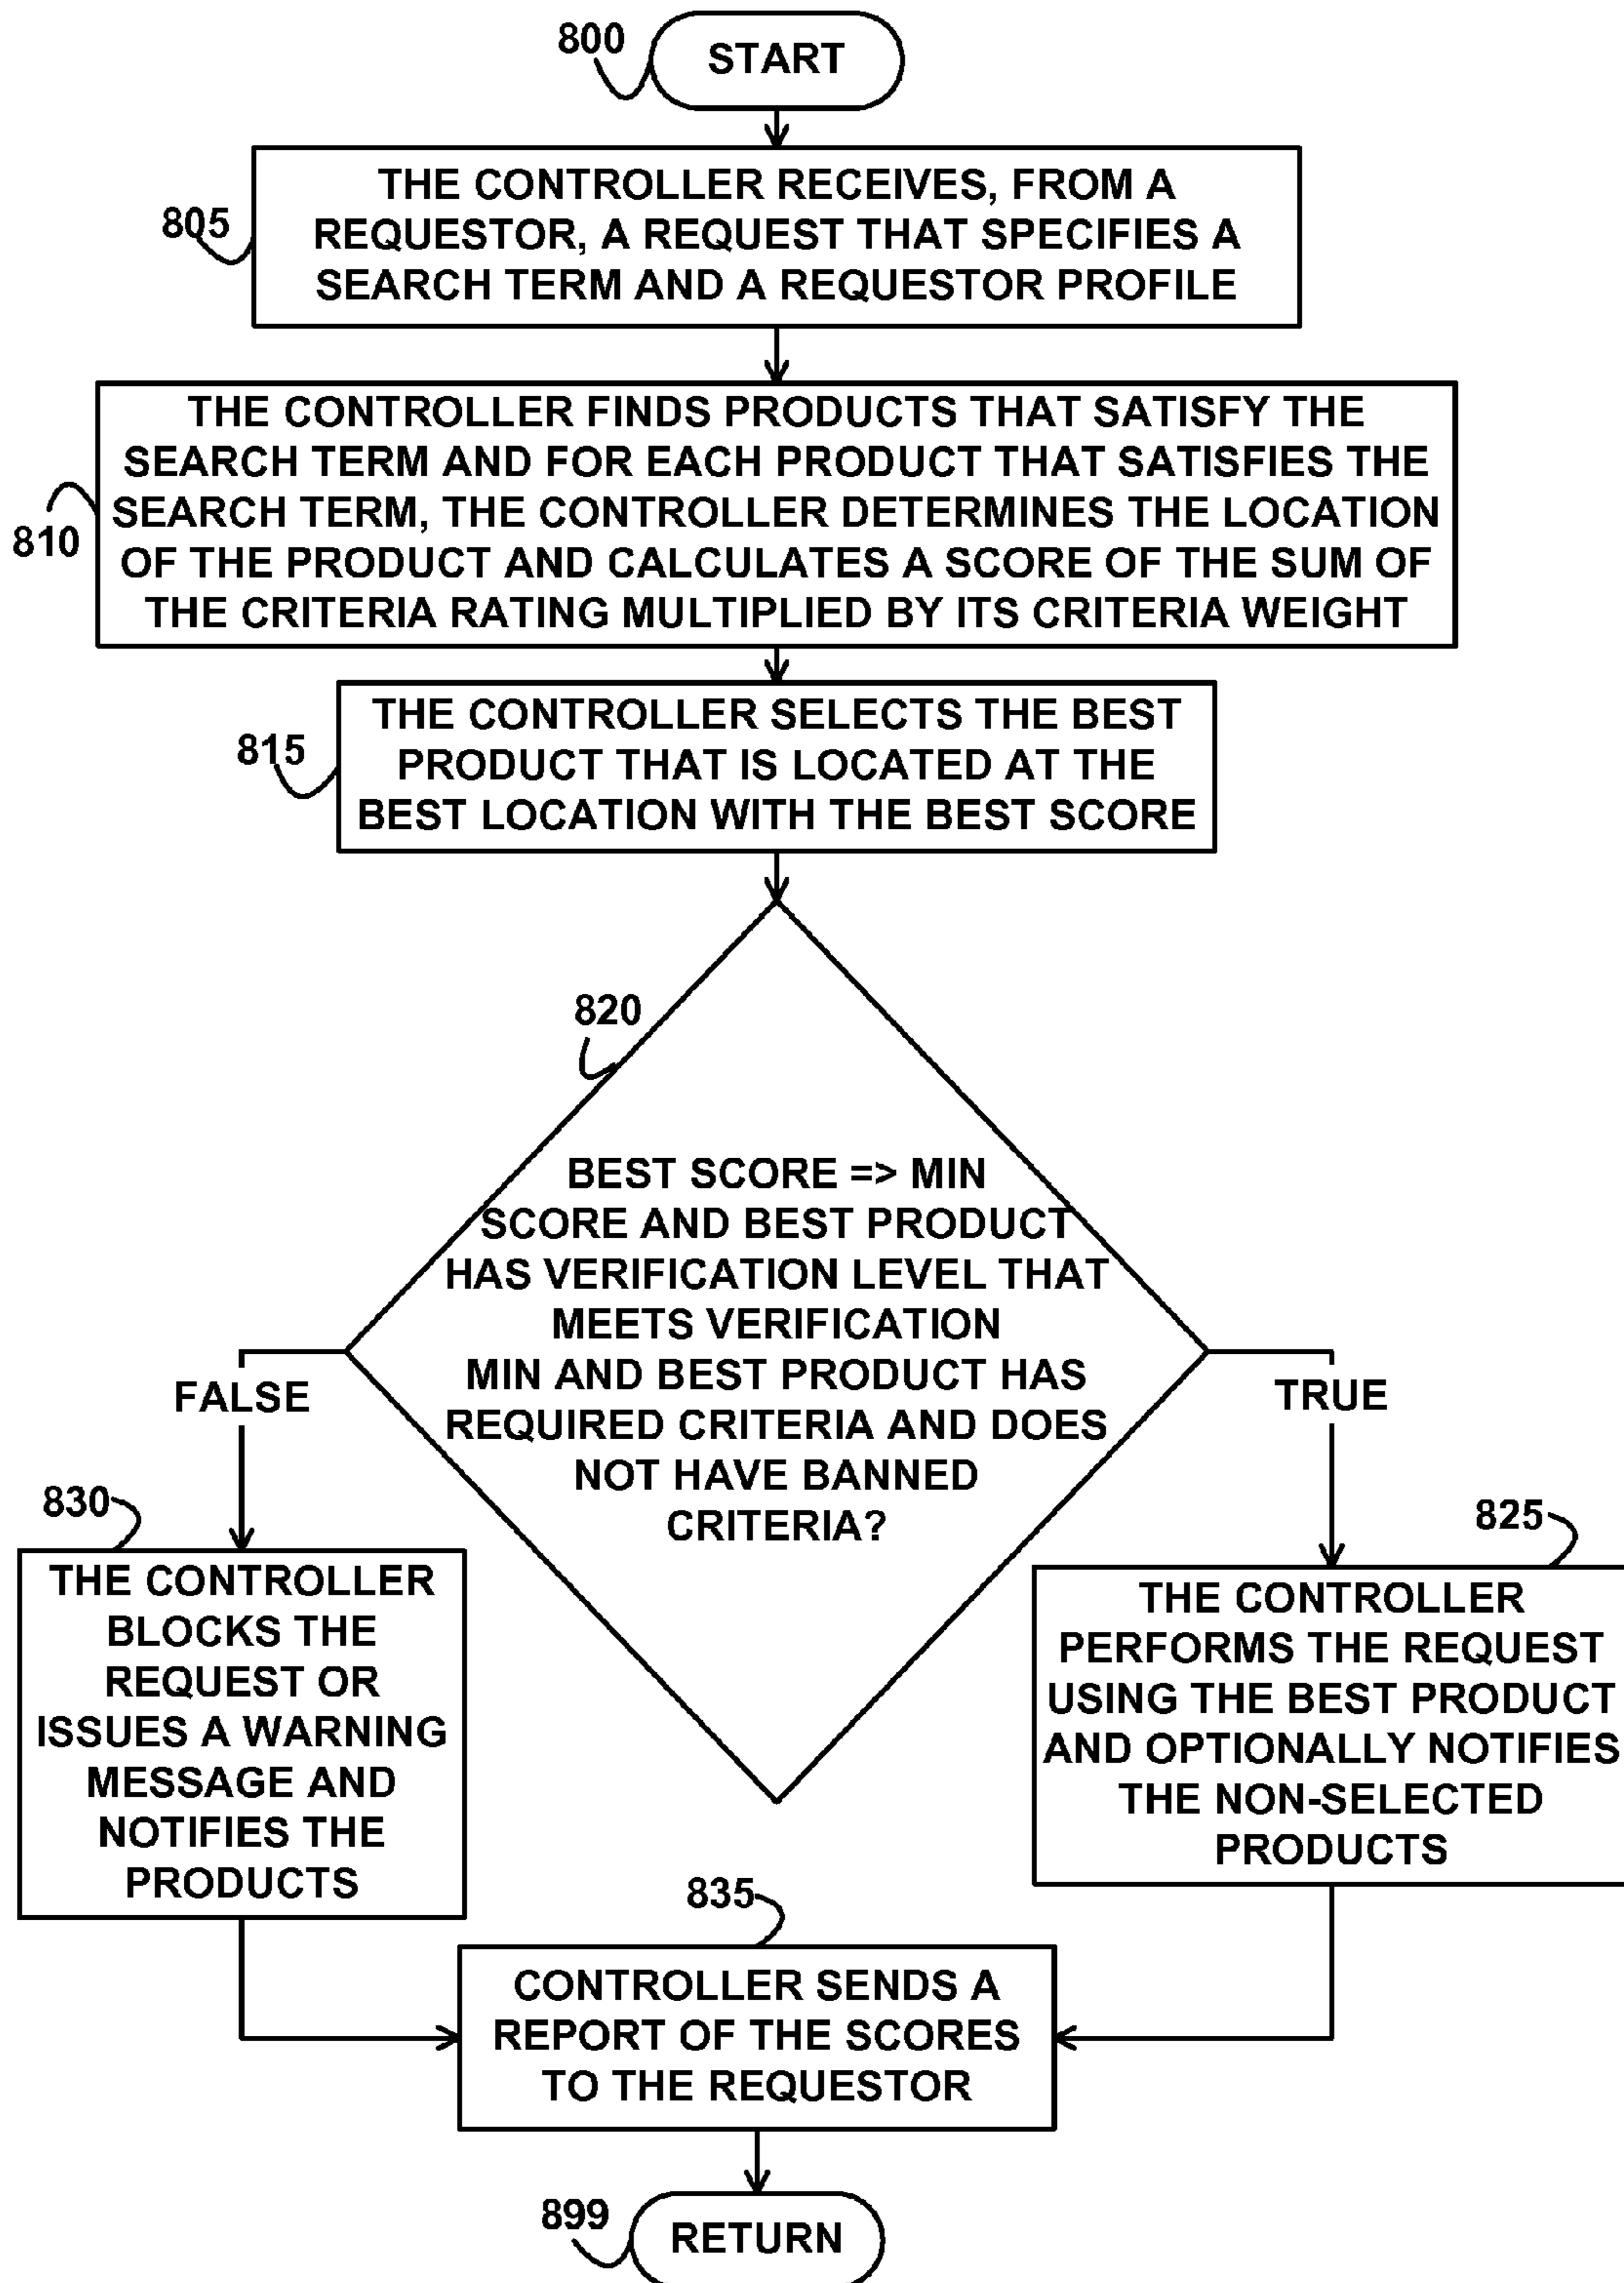 800
START
805
THE CONTROLLER RECEIVES, FROM A
REQUESTOR, A REQUEST THAT SPECIFIES A
SEARCH TERM AND A REQUESTOR PROFILE
810
THE CONTROLLER FINDS PRODUCTS THAT SATISFY THE
SEARCH TERM AND FOR EACH PRODUCT THAT SATISFIES THE
SEARCH TERM, THE CONTROLLER DETERMINES THE LOCATION
OF THE PRODUCT AND CALCULATES A SCORE OF THE SUM OF
THE CRITERIA RATING MULTIPLIED BY ITS CRITERIA WEIGHT
815
THE CONTROLLER SELECTS THE BEST
PRODUCT THAT IS LOCATED AT THE
BEST LOCATION WITH THE BEST SCORE
820
BEST SCORE => MIN
SCORE AND BEST PRODUCT
HAS VERIFICATION LEVEL THAT
MEETS VERIFICATION
MIN AND BEST PRODUCT HAS
REQUIRED CRITERIA AND DOES
NOT HAVE BANNED
CRITERIA?
FALSE
TRUE
830
THE CONTROLLER
BLOCKS THE
REQUEST OR
ISSUES A WARNING
MESSAGE AND
NOTIFIES THE
PRODUCTS
825
THE CONTROLLER
PERFORMS THE REQUEST
USING THE BEST PRODUCT
AND OPTIONALLY NOTIFIES
THE NON-SELECTED
PRODUCTS
835
CONTROLLER SENDS A
REPORT OF THE SCORES
TO THE REQUESTOR
899
RETURN